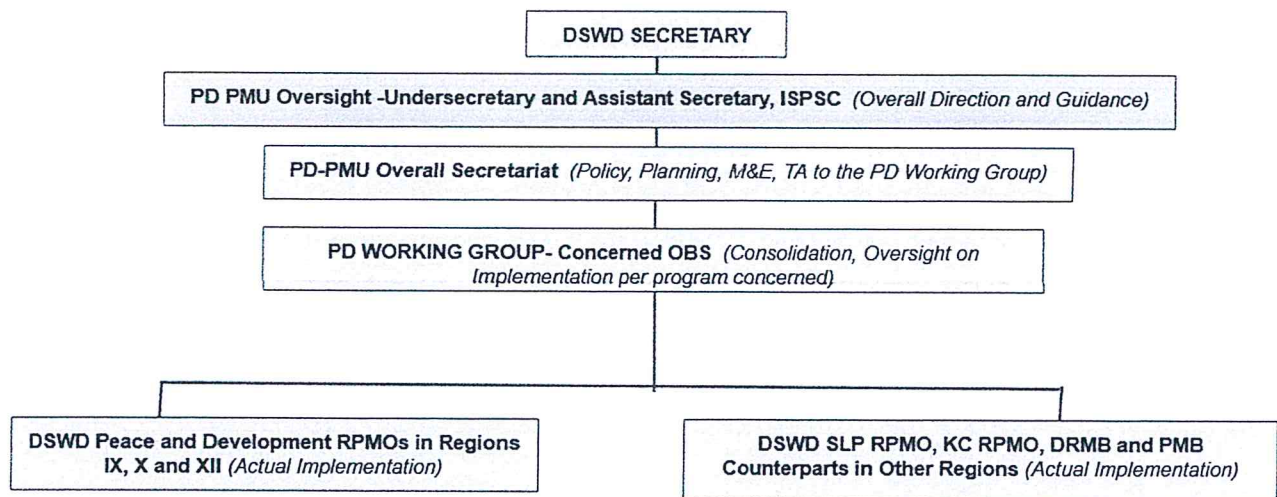 DSWD SECRETARY
PD PMU Oversight -Undersecretary and Assistant Secretary, ISPSC (Overall Direction and Guidance)
PD-PMU Overall Secretariat (Policy, Planning, M&E, TA to the PD Working Group)
PD WORKING GROUP- Concerned OBS (Consolidation, Oversight on
Implementation per program concerned)
DSWD Peace and Development RPMOs in Regions
IX, X and XII (Actual Implementation)
DSWD SLP RPMO, KC RPMO, DRMB and PMB
Counterparts in Other Regions (Actual Implementation)